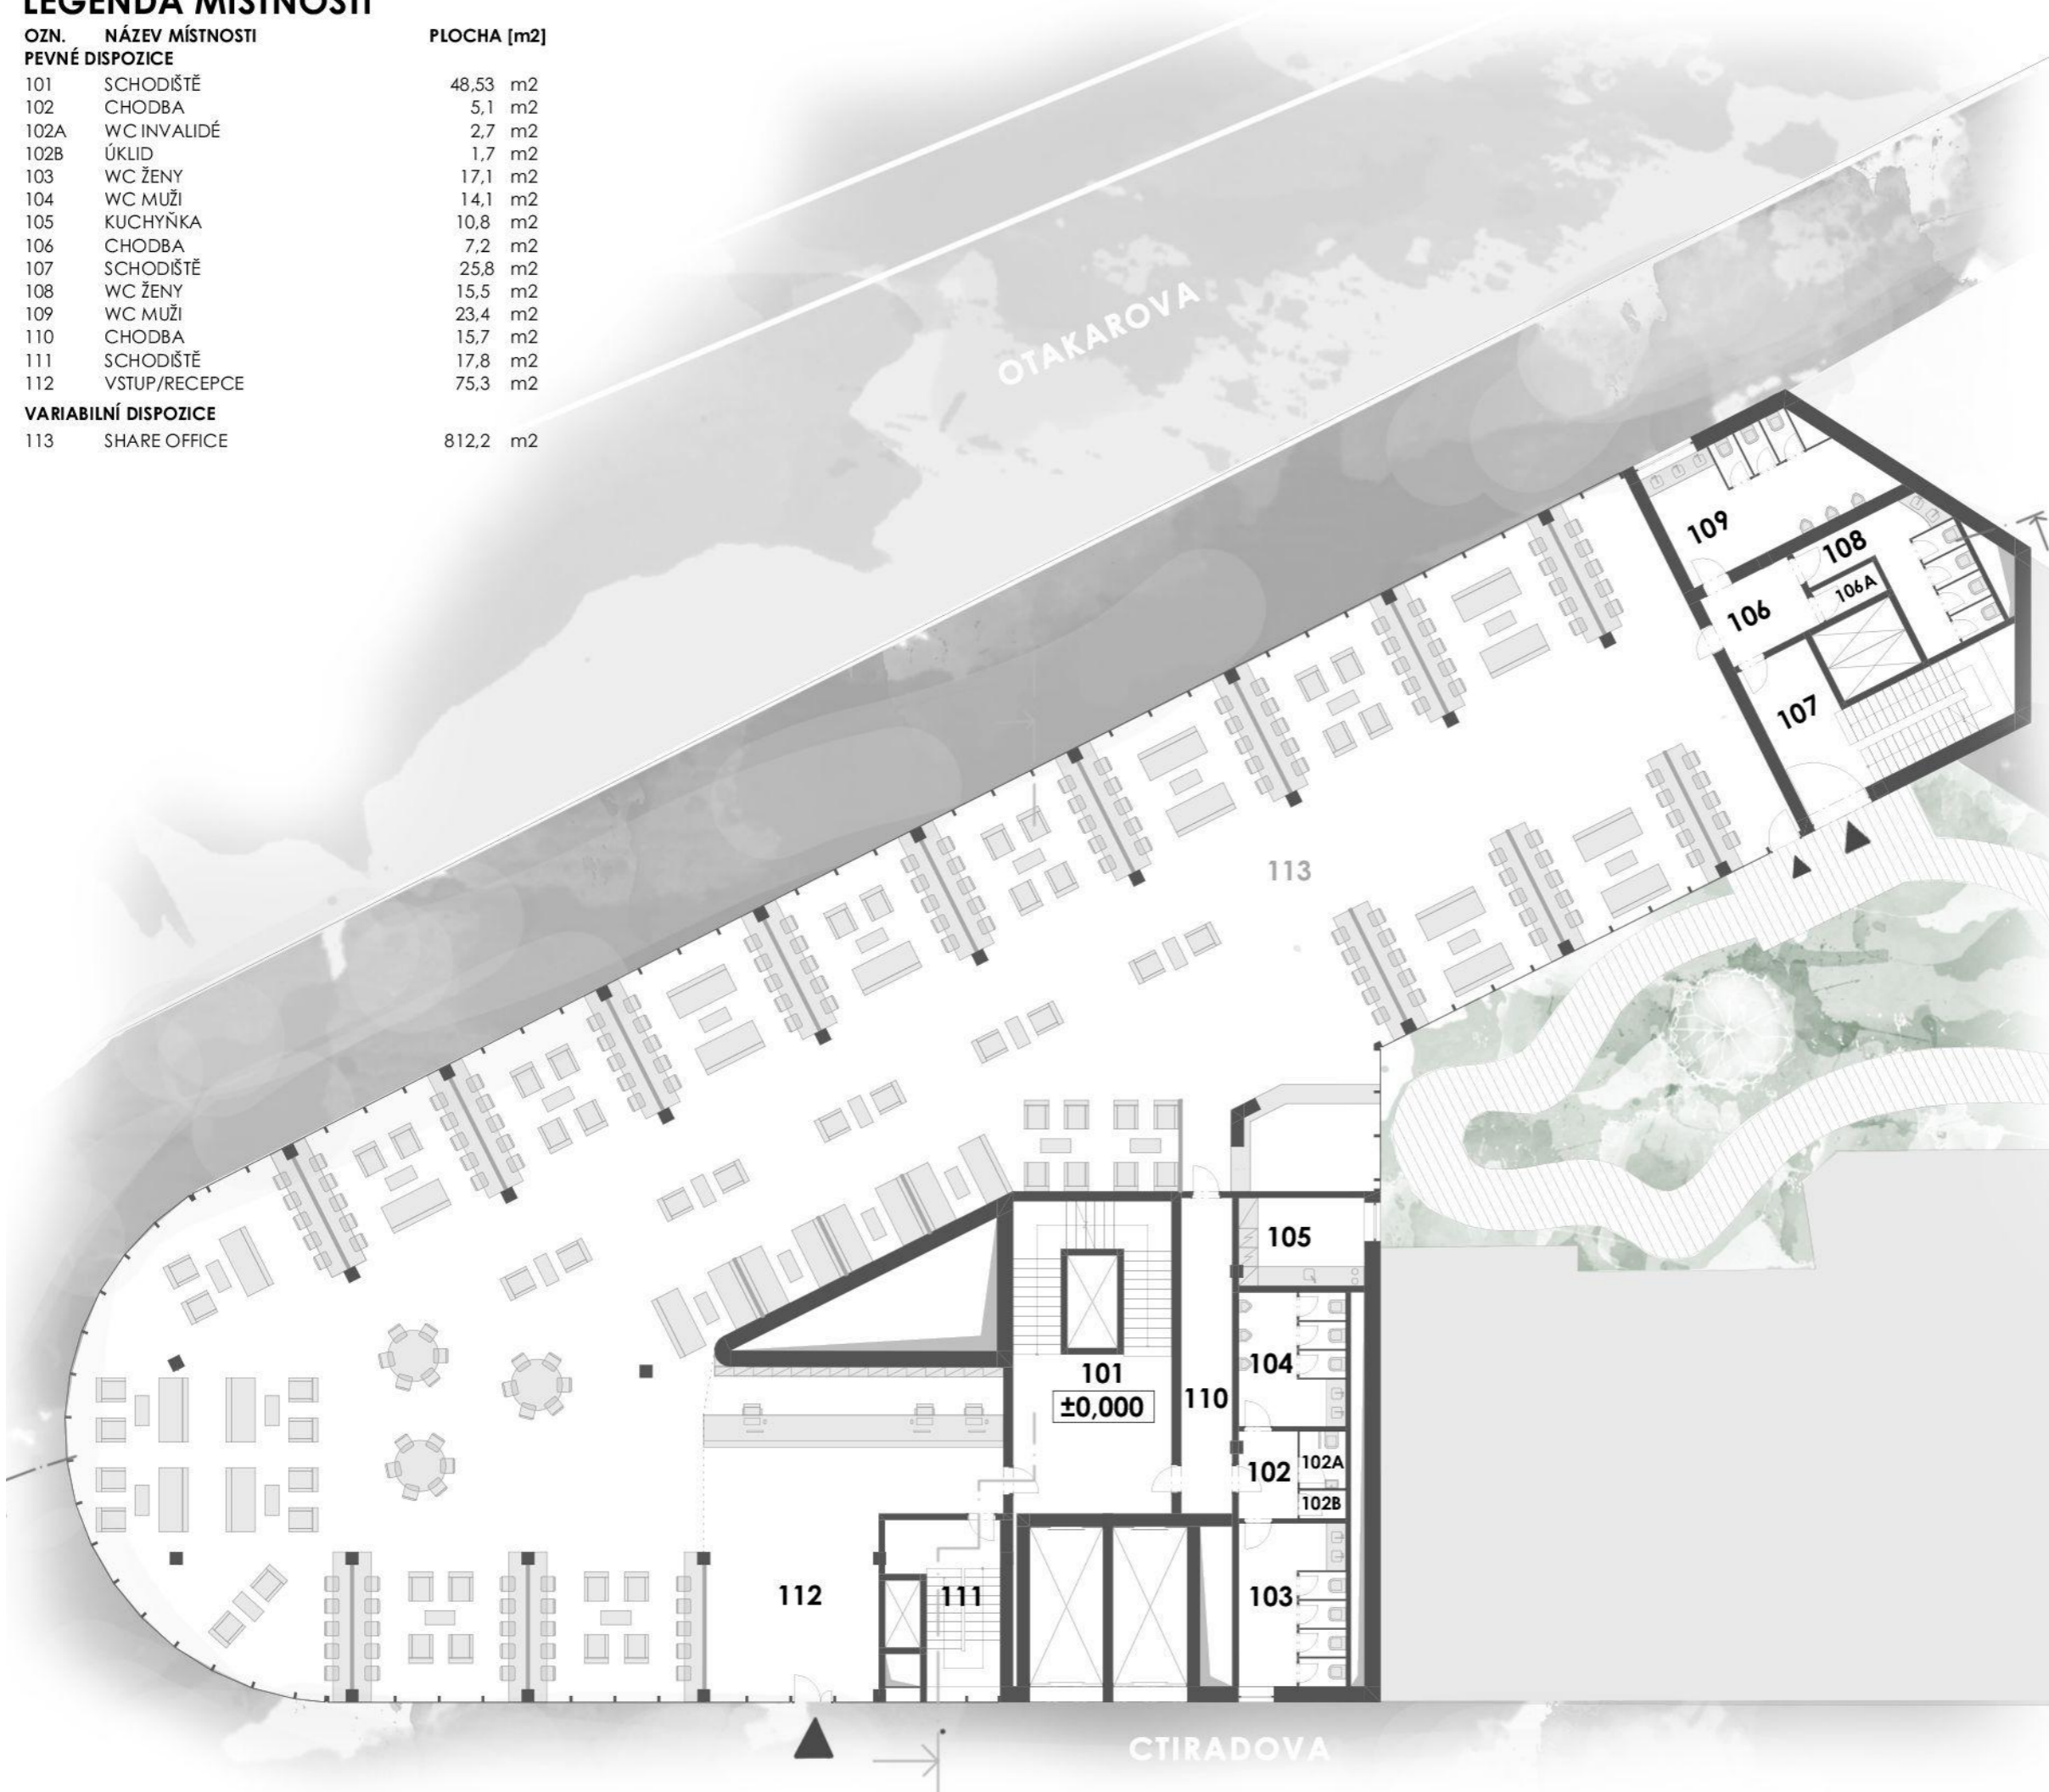 LEGENDA MÍSTNOSTÍ
OZN. NÁZEV MÍSTNOSTI PLOCHA [m2]
PEVNÉ DISPOZICE
101 SCHODIŠTĚ 48,53 m2
102 CHODBA 5,1 m2
102A WC INVALIDÉ 2,7 m2
102B ÚKLID 1,7 m2
103 WC ŽENY 17,1 m2
104 WC MUŽI 14,1 m2
105 KUCHYŇKA 10,8 m2
106 CHODBA 7,2 m2
107 SCHODIŠTĚ 25,8 m2
108 WC ŽENY 15,5 m2
109 WC MUŽI 23,4 m2
110 CHODBA 15,7 m2
111 SCHODIŠTĚ 17,8 m2
112 VSTUP/RECEPCE 75,3 m2
VARIABILNÍ DISPOZICE
113 SHARE OFFICE 812,2 m2
OTAKAROVA
109
108
106A
106
107
113
105
104
101
±0,000
110
102
102A
102B
103
112
111
CTIRADOVA